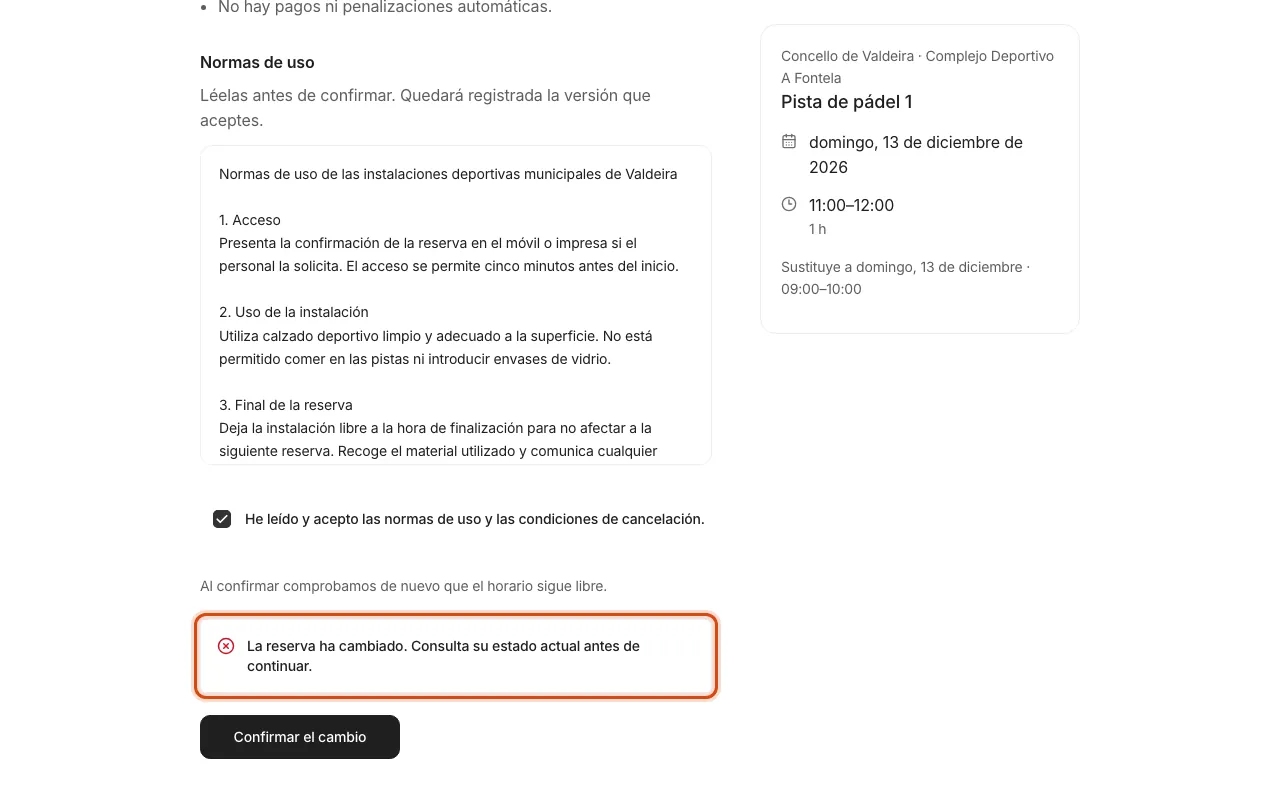 No hay pagos ni penalizaciones automáticas.
Normas de uso
Léelas antes de confirmar. Quedará registrada la versión que
aceptes.
Normas de uso de las instalaciones deportivas municipales de Valdeira
1. Acceso
Presenta la confirmación de la reserva en el móvil o impresa si el
personal la solicita. El acceso se permite cinco minutos antes del inicio.
2. Uso de la instalación
Utiliza calzado deportivo limpio y adecuado a la superficie. No está
permitido comer en las pistas ni introducir envases de vidrio.
3. Final de la reserva
Deja la instalación libre a la hora de finalización para no afectar a la
siguiente reserva. Recoge el material utilizado y comunica cualquier
He leído y acepto las normas de uso y las condiciones de cancelación.
Al confirmar comprobamos de nuevo que el horario sigue libre.
La reserva ha cambiado. Consulta su estado actual antes de
continuar.
Confirmar el cambio
Concello de Valdeira · Complejo Deportivo
A Fontela
Pista de pádel 1
domingo, 13 de diciembre de
2026
11:00–12:00
1 h
Sustituye a domingo, 13 de diciembre ·
09:00–10:00